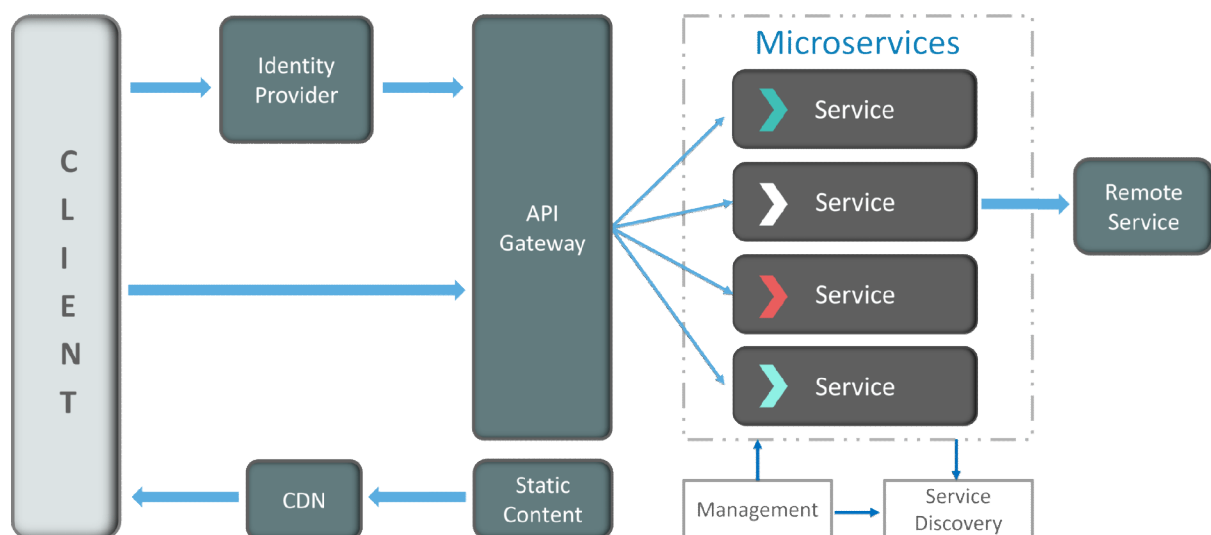 C
L
I
E
N
T
Identity
Provider
API
Gateway
Microservices
Service
Service
Service
Service
Remote
Service
CDN
Static
Content
Management
Service
Discovery